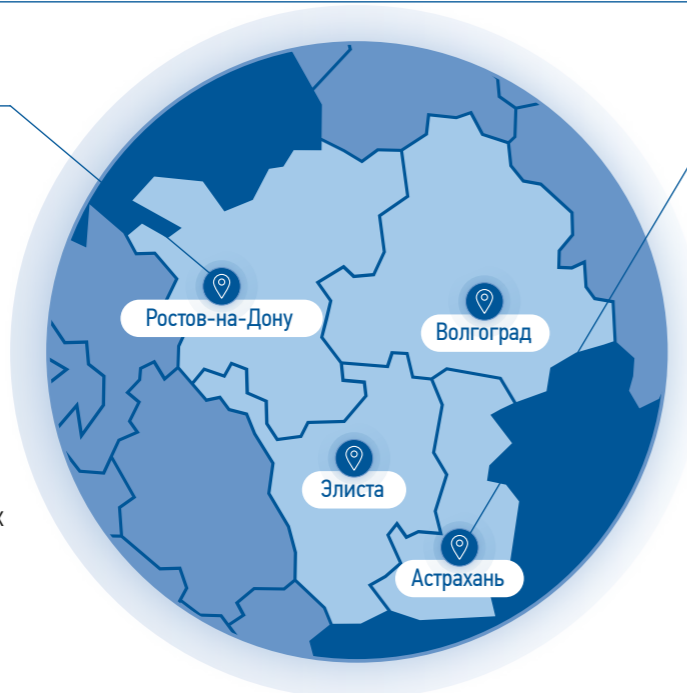 Ростов-на-Дону
Волгоград
Элиста
х
Астрахань